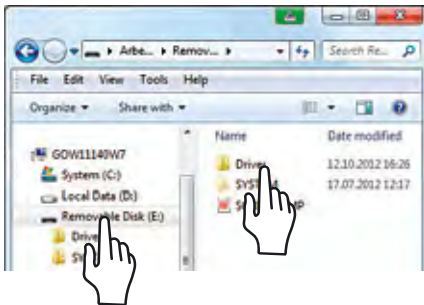 Arbe... ▸ Remov... ▸ Search Re...
File Edit View Tools Help
Organize Share with
Name Date modified
GOW11140W7
System (C:)
Local Data (D:)
Removable Disk (E:)
Driver 12.10.2012 16:26
17.07.2012 12:17